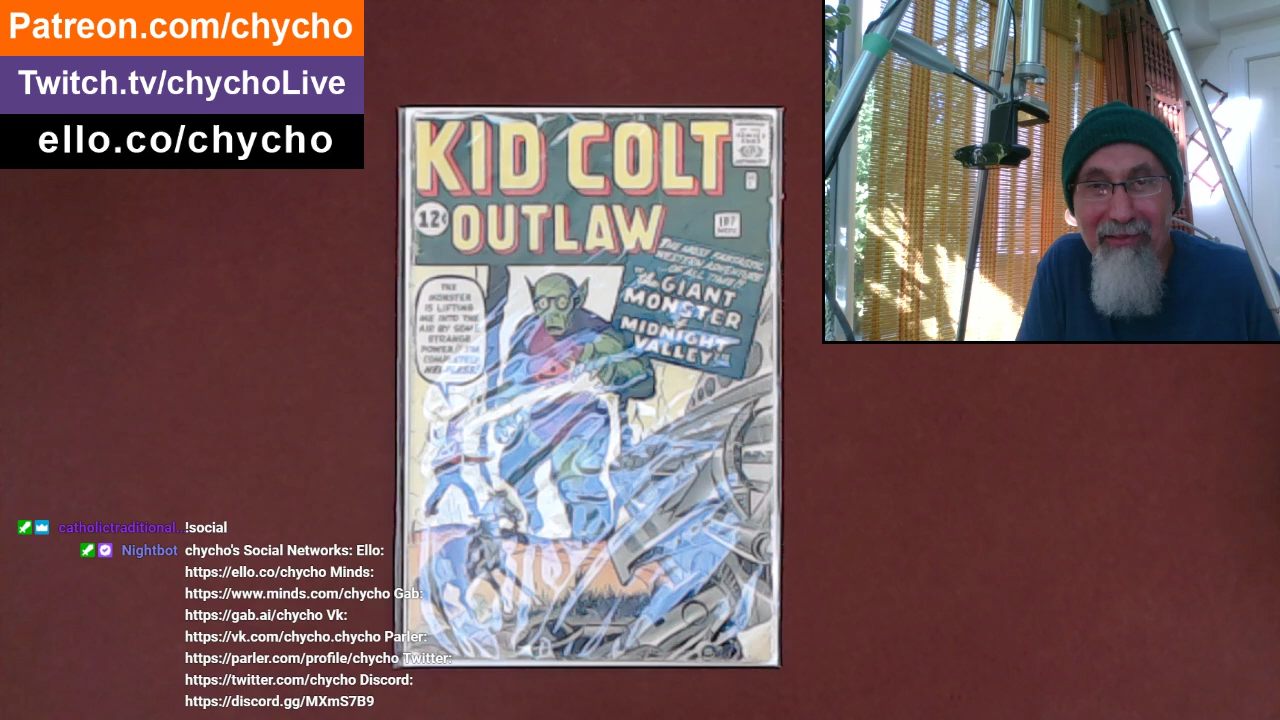 Patreon.com/chycho
Twitch.tv/chychoLive
ello.co/chycho
KID COLT
12¢
OUTLAW
107
NOV
THE MOST FANTASTIC
WESTERN ADVENTURE
OF ALL TIME!!
"The GIANT
MONSTER
of
MIDNIGHT
VALLEY"
THE
MONSTER
IS LIFTING
ME INTO THE
AIR BY SOME
STRANGE
POWER! I'M
COMPLETELY
HELPLESS!
catholictraditional... !social
Nightbot chycho's Social Networks: Ello:
https://ello.co/chycho Minds:
https://www.minds.com/chycho Gab:
https://gab.ai/chycho Vk:
https://vk.com/chycho.chycho Parler:
https://parler.com/profile/chycho Twitter:
https://twitter.com/chycho Discord:
https://discord.gg/MXmS7B9